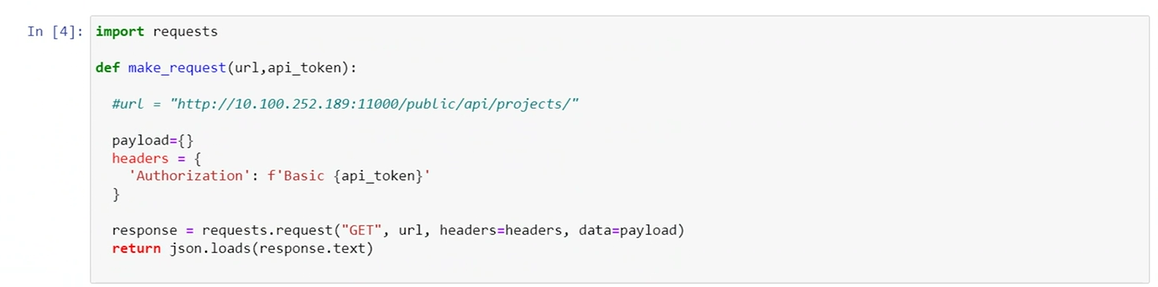 In [4]: import requests
def make_request(url,api_token):
#url = "http://10.100.252.189:11000/public/api/projects/"
payload={}
headers = {
'Authorization': f'Basic {api_token}'
}
response = requests.request("GET", url, headers=headers, data=payload)
return json.loads(response.text)